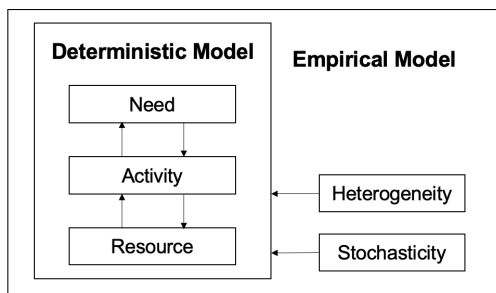 Deterministic Model
Empirical Model
Need
Activity
Heterogeneity
Resource
Stochasticity